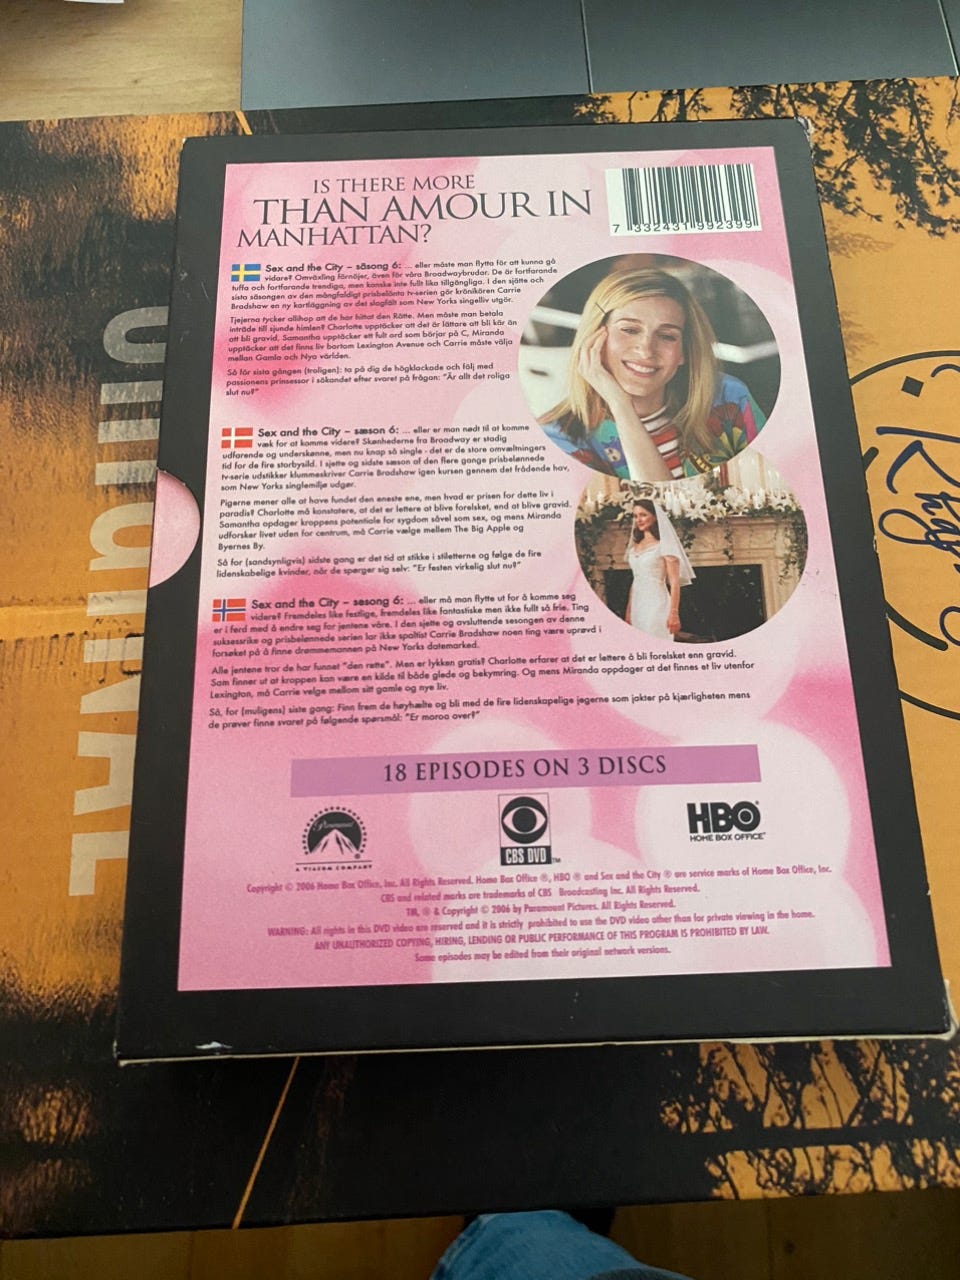 IS THERE MORE
THAN AMOUR IN
MANHATTAN?
7 332431 992399
Sex and the City – säsong 6: ... eller måste man flytta för att kunna gå
vidare? Omväxling förnöjer, även för våra Broadwaybrudar. De är fortfarande
tuffa och fortfarande trendiga, men kanske inte fullt lika tillgängliga. I den sjätte och
sista säsongen av den mångfaldigt prisbelönta tv-serien gör krönikören Carrie
Bradshaw en ny kartläggning av det slagfält som New Yorks singelliv utgör.
Tjejerna tycker allihop att de har hittat den Rätte. Men måste man betala
inträde till sjunde himlen? Charlotte upptäcker att det är lättare att bli kär än
att bli gravid. Samantha upptäcker ett fult ord som börjar på C, Miranda
upptäcker att det finns liv bortom Lexington Avenue och Carrie måste välja
mellan Gamla och Nya världen.
Så för sista gången (troligen): ta på dig de högklackade och följ med
passionens prinsessor i sökandet efter svaret på frågan: "Är allt det roliga
slut nu?"
Sex and the City – sæson 6: ... eller er man nødt til at komme
væk for at komme videre? Skønhederne fra Broadway er stadig
udfarende og underskønne, men nu knap så single - det er de store omvæltningers
tid for de fire storbysild. I sjette og sidste sæson af den flere gange prisbelønnede
tv-serie udstikker klummeskriver Carrie Bradshaw igen kursen gennem det frådende hav,
som New Yorks singlemiljø udgør.
Pigerne mener alle at have fundet den eneste ene, men hvad er prisen for dette liv i
paradis? Charlotte må konstatere, at det er lettere at blive forelsket, end at blive gravid.
Samantha opdager kroppens potentiale for sygdom såvel som sex, og mens Miranda
udforsker livet uden for centrum, må Carrie vælge mellem The Big Apple og
Byernes By.
Så for (sandsynligvis) sidste gang er det tid at stikke i stiletterne og følge de fire
lidenskabelige kvinder, når de spørger sig selv: "Er festen virkelig slut nu?"
Sex and the City – sesong 6: ... eller må man flytte ut for å komme seg
videre? Fremdeles like festlige, fremdeles like fantastiske men ikke fullt så frie. Ting
er i ferd med å endre seg for jentene våre. I den sjette og avsluttende sesongen av denne
suksessrike og prisbelønnede serien lar ikke spaltist Carrie Bradshaw noen ting være uprøvd i
forsøket på å finne drømmemannen på New Yorks datemarked.
Alle jentene tror de har funnet "den rette". Men er lykken gratis? Charlotte erfarer at det er lettere å bli forelsket enn gravid.
Sam finner ut at kroppen kan være en kilde til både glede og bekymring. Og mens Miranda oppdager at det finnes et liv utenfor
Lexington, må Carrie velge mellom sitt gamle og nye liv.
Så, for (muligens) siste gang: Finn frem de høyhælte og bli med de fire lidenskapelige jegerne som jakter på kjærligheten mens
de prøver finne svaret på følgende spørsmål: "Er moroa over?"
18 EPISODES ON 3 DISCS
Paramount
A VIACOM COMPANY
CBS DVD
TM
HBO®
HOME BOX OFFICE®
Copyright © 2006 Home Box Office, Inc. All Rights Reserved. Home Box Office ®, HBO ® and Sex and the City ® are service marks of Home Box Office, Inc.
CBS and related marks are trademarks of CBS Broadcasting Inc. All Rights Reserved.
TM, ® & Copyright © 2006 by Paramount Pictures. All Rights Reserved.
WARNING: All rights in this DVD video are reserved and it is strictly prohibited to use the DVD video other than for private viewing in the home.
ANY UNAUTHORIZED COPYING, HIRING, LENDING OR PUBLIC PERFORMANCE OF THIS PROGRAM IS PROHIBITED BY LAW.
Some episodes may be edited from their original network versions.